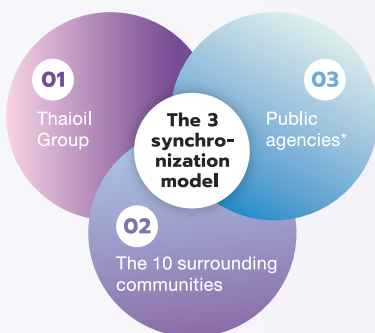 01
Thaioil
Group
The 3
synchro-
nization
model
03
Public
agencies*
02
The 10 surrounding
communities